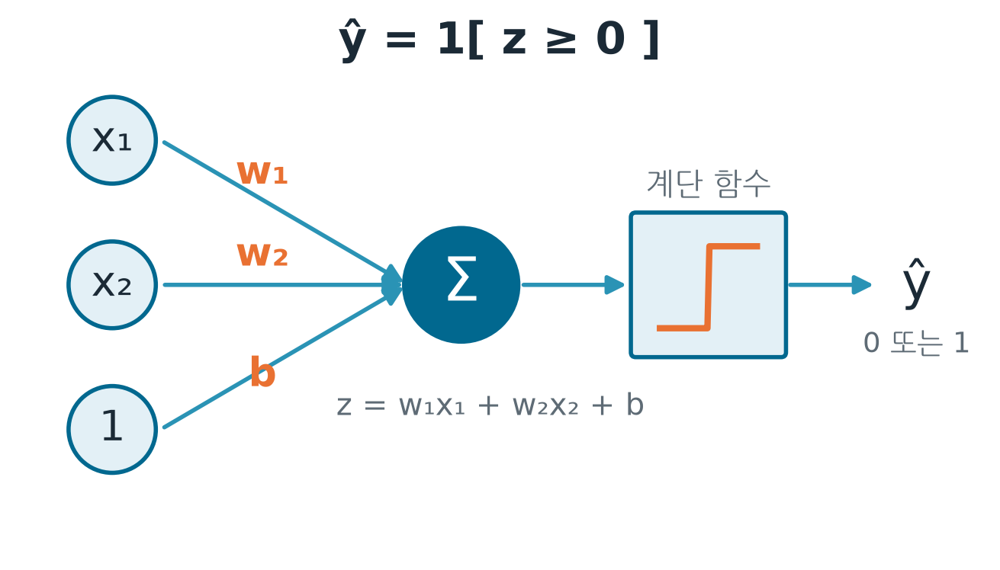 ŷ = 1[ z ≥ 0 ]
x₁
w₁
계단 함수
w₂
x₂
Σ
ŷ
0 또는 1
b
z = w₁x₁ + w₂x₂ + b
1